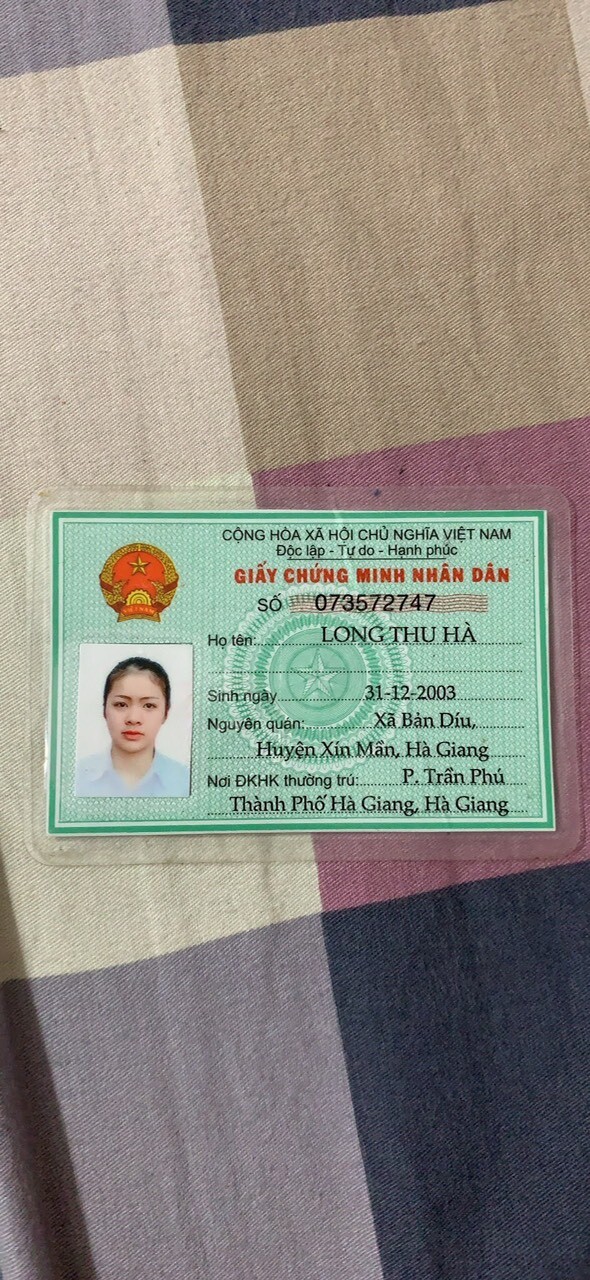 CỘNG HÒA XÃ HỘI CHỦ NGHĨA VIỆT NAM
Độc lập - Tự do - Hạnh phúc
GIẤY CHỨNG MINH NHÂN DÂN
SỐ 073572747
Họ tên: LONG THU HÀ
Sinh ngày 31-12-2003
Nguyên quán: Xã Bản Díu,
Huyện Xín Mần, Hà Giang
Nơi ĐKHK thường trú: P. Trần Phú
Thành Phố Hà Giang, Hà Giang
VIỆT NAM